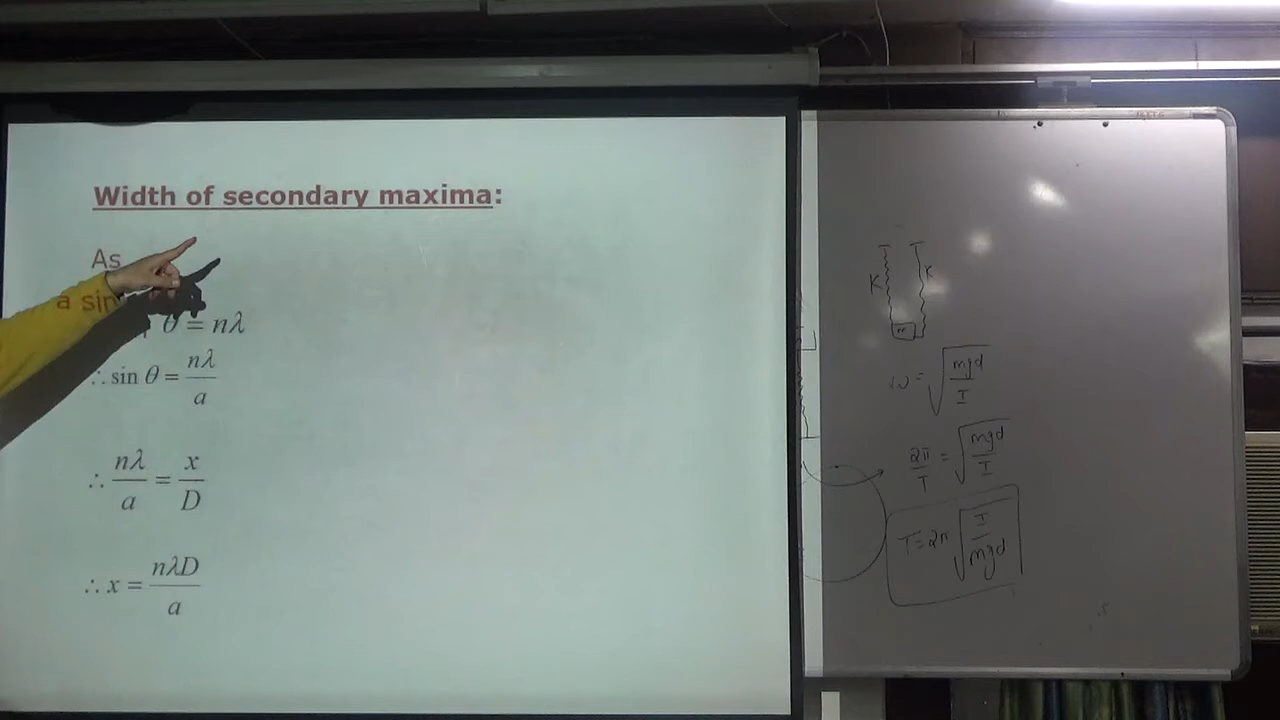 Width of secondary maxima:
As
a sin
θ = nλ
∴ sin θ = nλ/a
∴ nλ/a = x/D
∴ x = nλD/a
K K
m
ω = √(mgd/I)
2π/T = √(mgd/I)
T = 2π √(I/mgd)